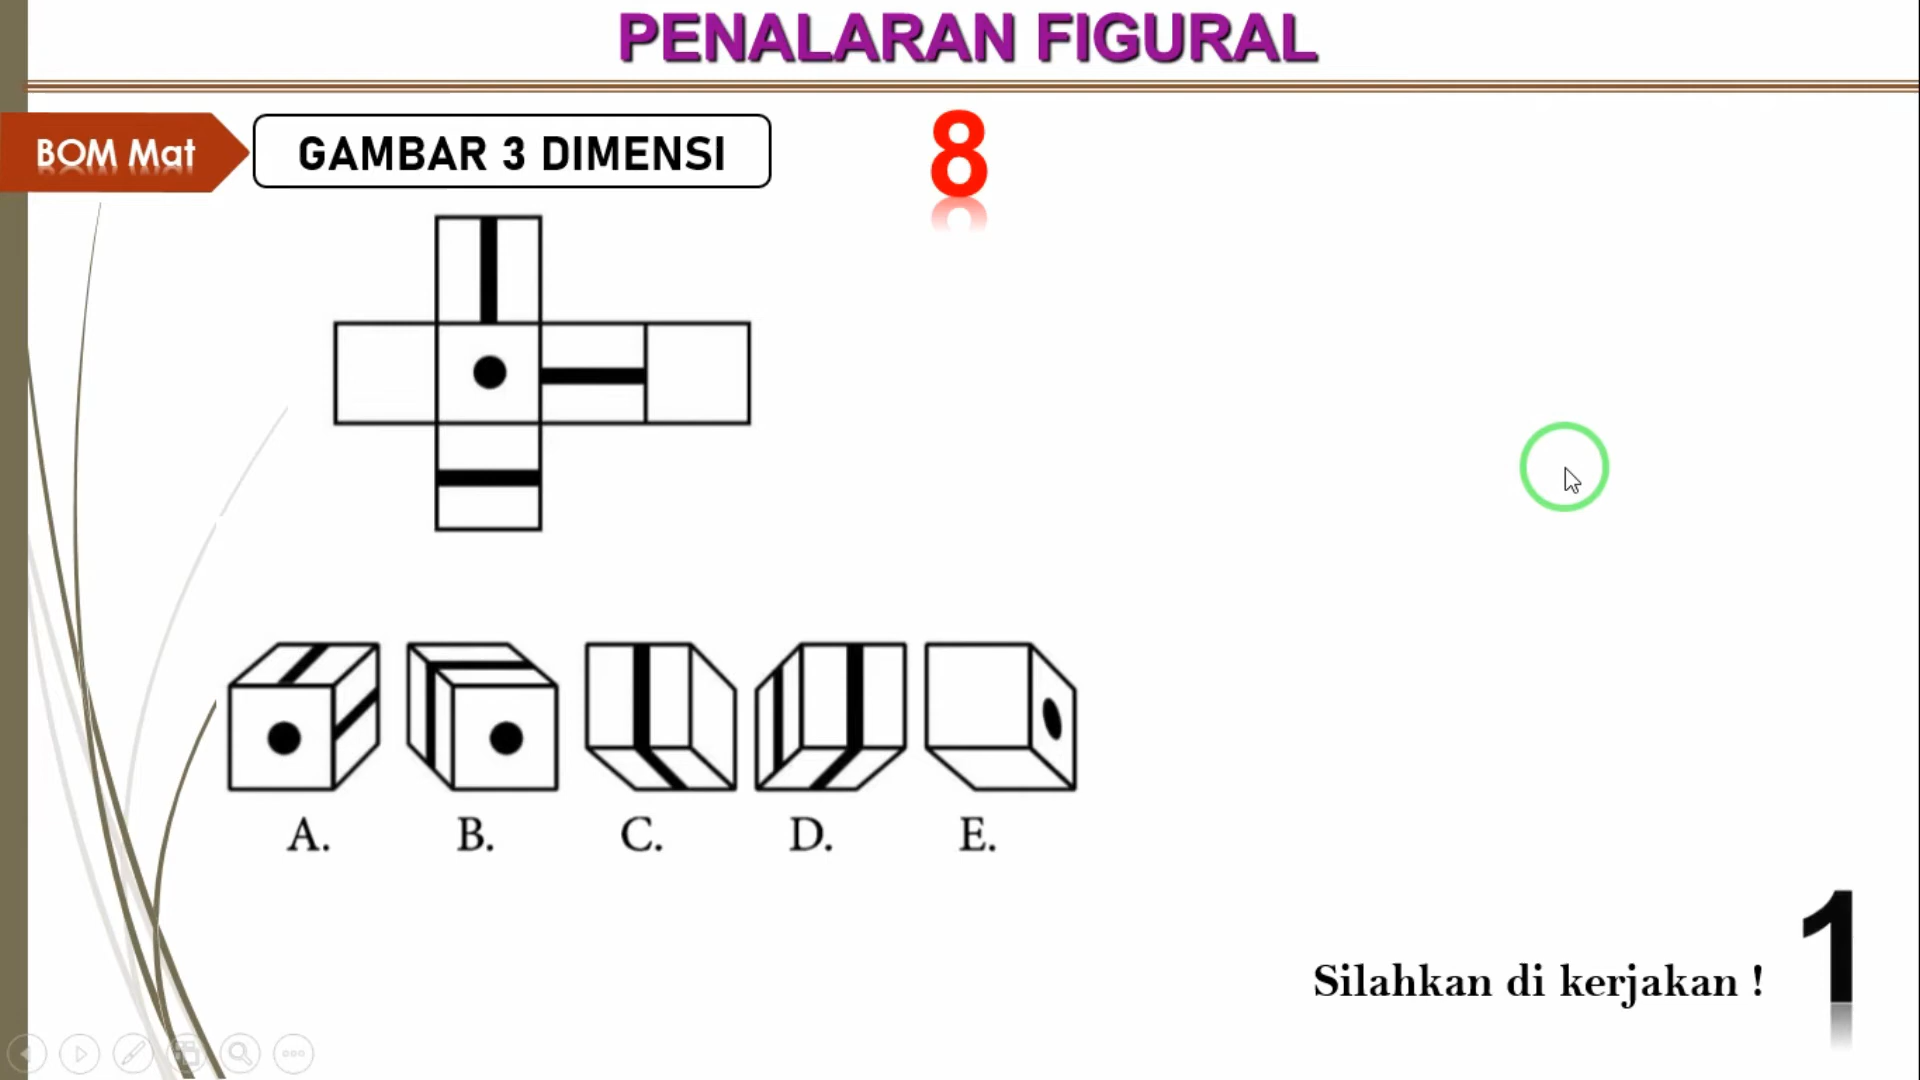 PENALARAN FIGURAL
BOM Mat
GAMBAR 3 DIMENSI
8
A. B. C. D. E.
Silahkan di kerjakan !
1